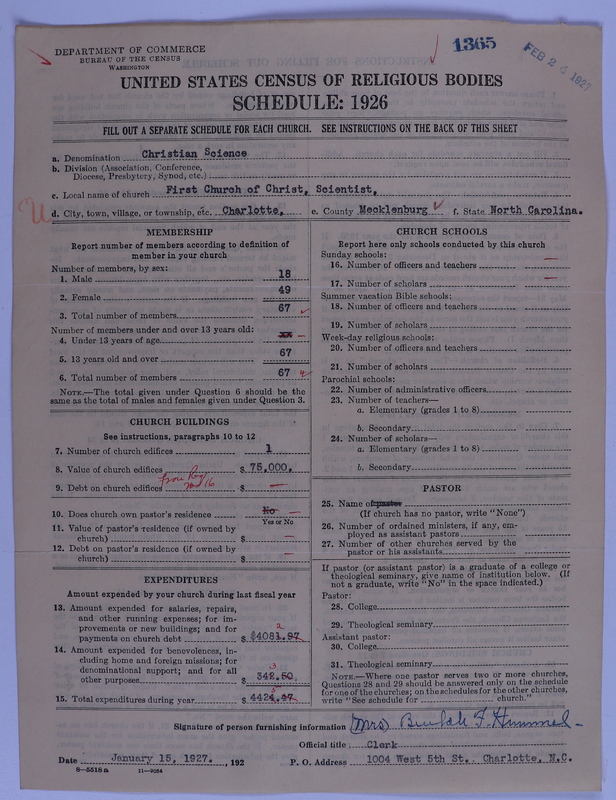 DEPARTMENT OF COMMERCE
BUREAU OF THE CENSUS
WASHINGTON
1365
FEB 2 1927
UNITED STATES CENSUS OF RELIGIOUS BODIES
SCHEDULE: 1926
FILL OUT A SEPARATE SCHEDULE FOR EACH CHURCH. SEE INSTRUCTIONS ON THE BACK OF THIS SHEET
a. Denomination Christian Science
b. Division (Association, Conference, Diocese, Presbytery, Synod, etc.)
c. Local name of church First Church of Christ, Scientist,
d. City, town, village, or township, etc. Charlotte, e. County Mecklenburg f. State North Carolina.
MEMBERSHIP
Report number of members according to definition of member in your church
Number of members, by sex:
1. Male 18
2. Female 49
3. Total number of members 67
Number of members under and over 13 years old:
4. Under 13 years of age xx —
5. 13 years old and over 67
6. Total number of members 67
NOTE.—The total given under Question 6 should be the same as the total of males and females given under Question 3.
CHURCH BUILDINGS
See instructions, paragraphs 10 to 12
7. Number of church edifices 1
8. Value of church edifices $ 75,000.
9. Debt on church edifices $ —
10. Does church own pastor's residence No —
Yes or No
11. Value of pastor's residence (if owned by church) $ —
12. Debt on pastor's residence (if owned by church) $ —
EXPENDITURES
Amount expended by your church during last fiscal year
13. Amount expended for salaries, repairs, and other running expenses; for improvements or new buildings; and for payments on church debt $ $4081.97 2
14. Amount expended for benevolences, including home and foreign missions; for denominational support; and for all other purposes $ 342.50 3
15. Total expenditures during year $ 4424.37
CHURCH SCHOOLS
Report here only schools conducted by this church
Sunday schools:
16. Number of officers and teachers —
17. Number of scholars —
Summer vacation Bible schools:
18. Number of officers and teachers
19. Number of scholars
Week-day religious schools:
20. Number of officers and teachers
21. Number of scholars
Parochial schools:
22. Number of administrative officers
23. Number of teachers—
a. Elementary (grades 1 to 8)
b. Secondary
24. Number of scholars—
a. Elementary (grades 1 to 8)
b. Secondary
PASTOR
25. Name of pastor
(If church has no pastor, write "None")
26. Number of ordained ministers, if any, employed as assistant pastors
27. Number of other churches served by the pastor or his assistants
If pastor (or assistant pastor) is a graduate of a college or theological seminary, give name of institution below. (If not a graduate, write "No" in the space indicated.)
Pastor:
28. College
29. Theological seminary
Assistant pastor:
30. College
31. Theological seminary
NOTE.—Where one pastor serves two or more churches, Questions 28 and 29 should be answered only on the schedule for one of the churches; on the schedules for the other churches, write "See schedule for church."
Signature of person furnishing information (Mrs) Beulah F. Hummel
Official title Clerk
Date January 15, 1927. , 192 P. O. Address 1004 West 5th St., Charlotte, N.C.
8—5518 a 11—9054